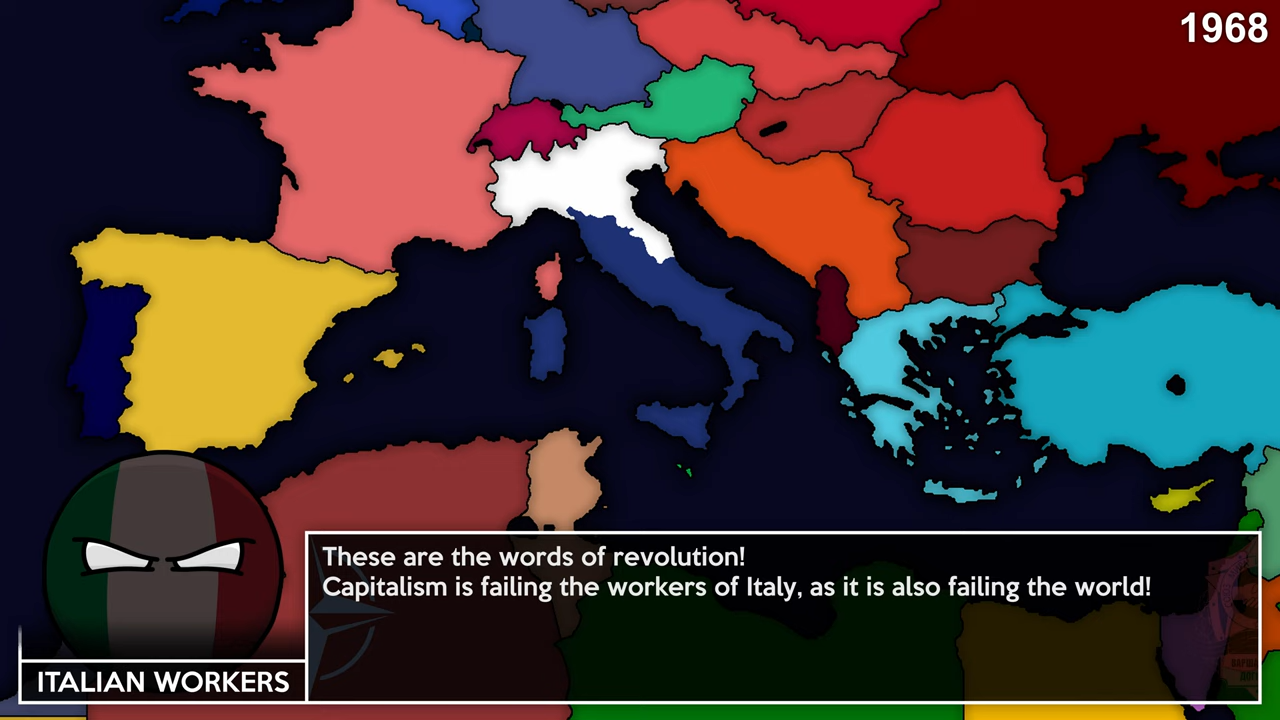 1968
These are the words of revolution!
Capitalism is failing the workers of Italy, as it is also failing the world!
ITALIAN WORKERS